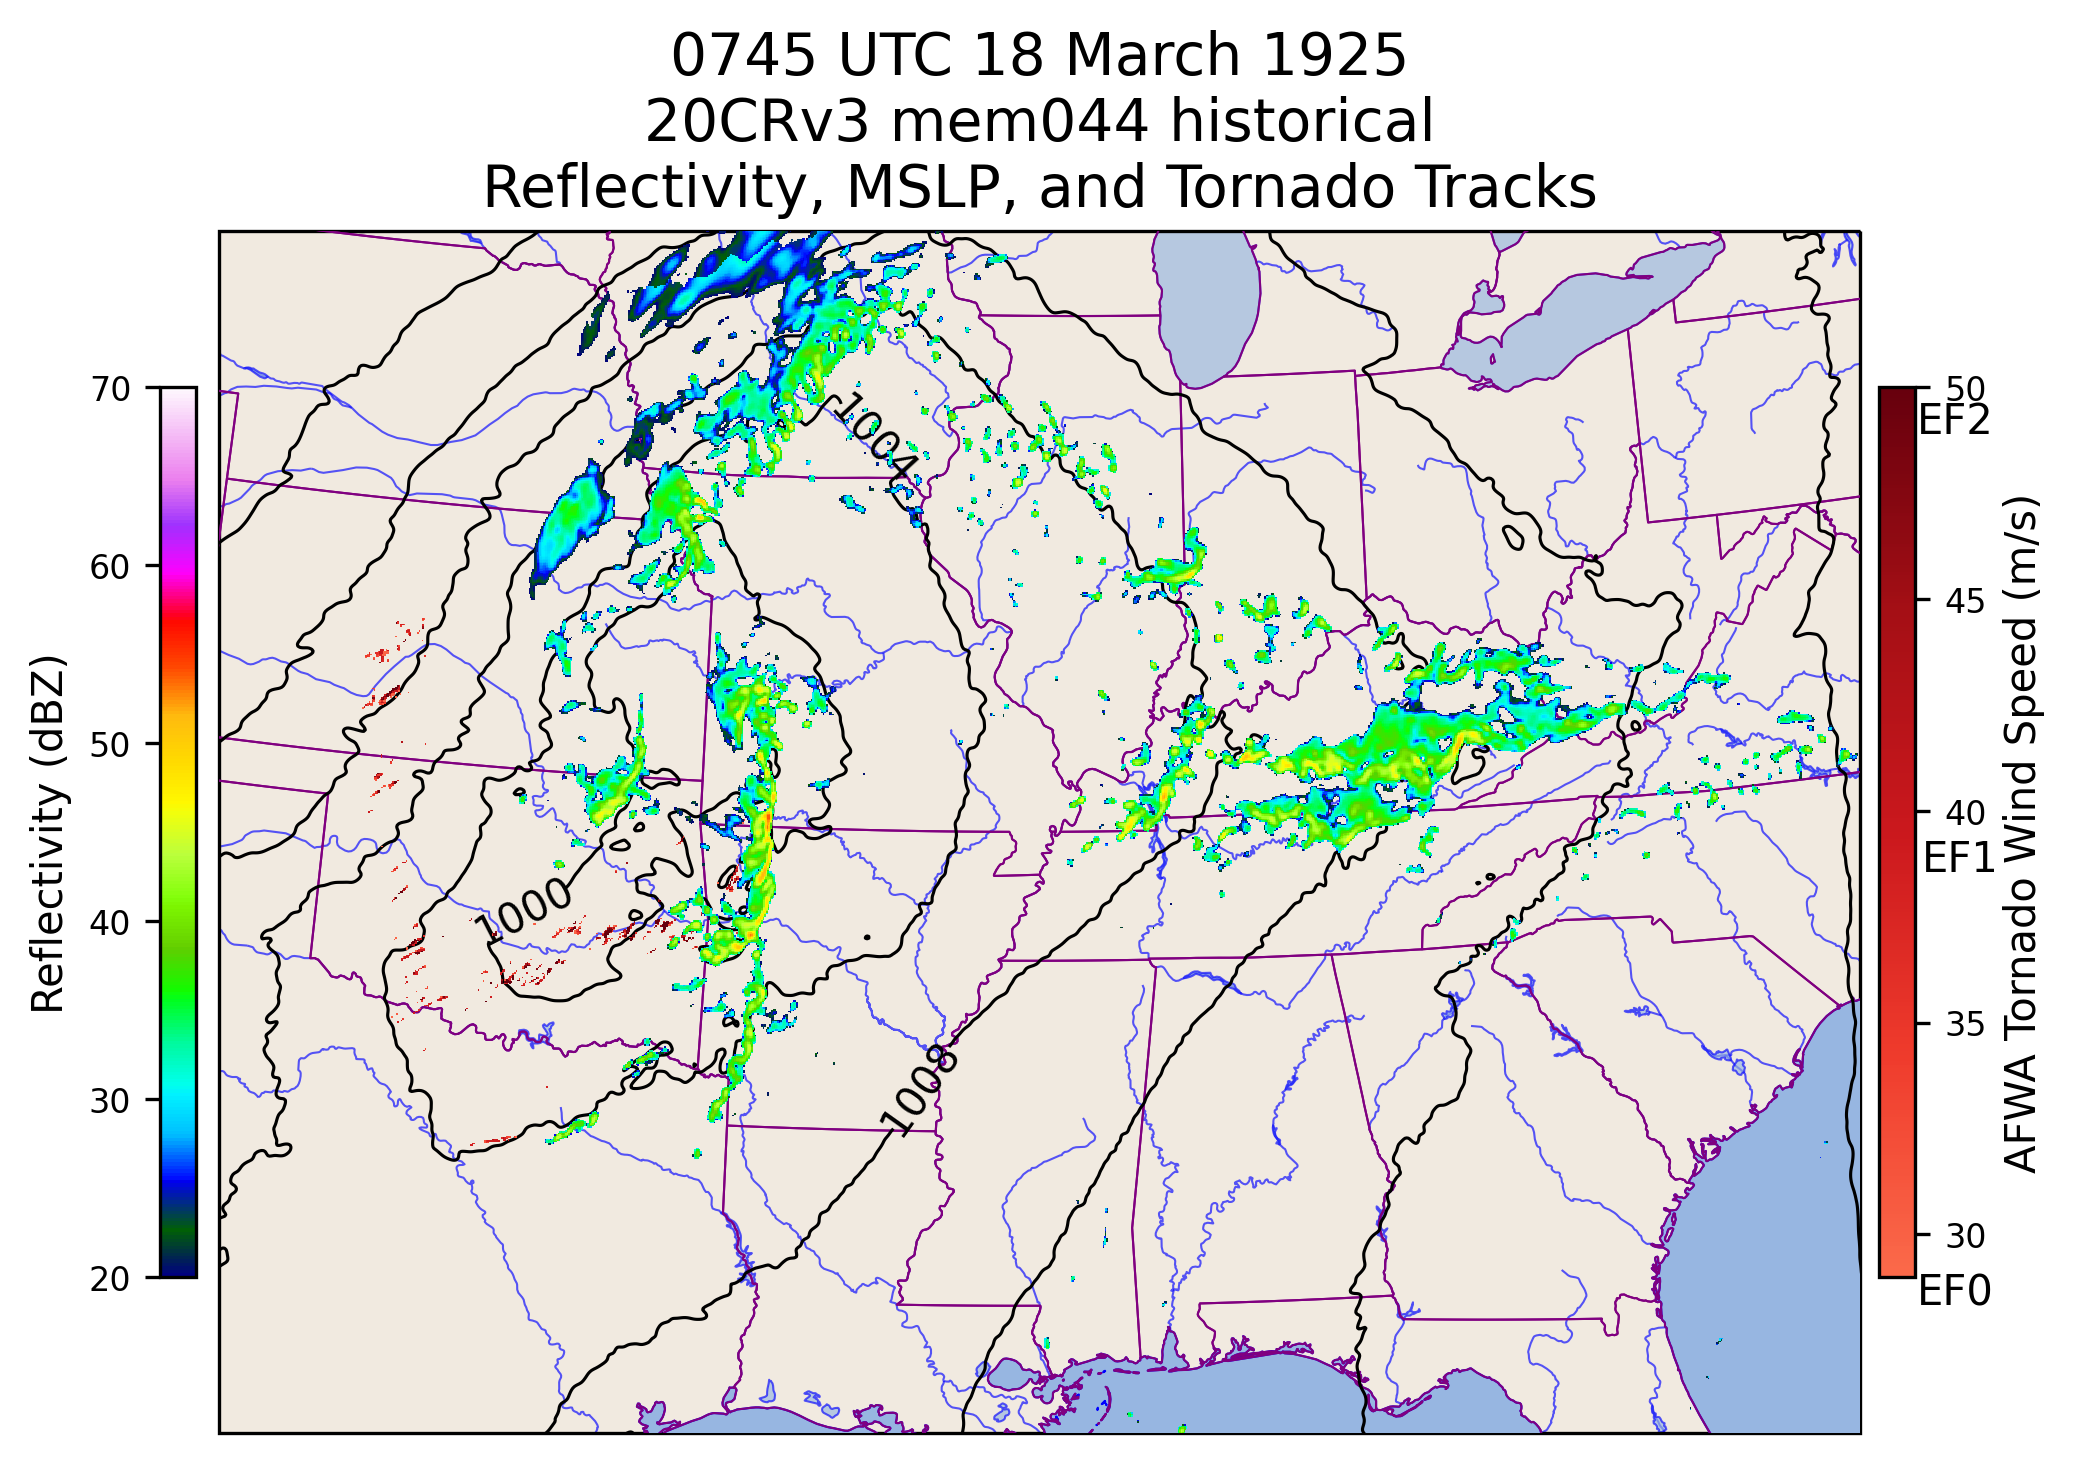 0745 UTC 18 March 1925
20CRv3 mem044 historical
Reflectivity, MSLP, and Tornado Tracks
Reflectivity (dBZ)
70
60
50
40
30
20
1004
1000
1008
50
EF2
45
40
EF1
35
30
EF0
AFWA Tornado Wind Speed (m/s)